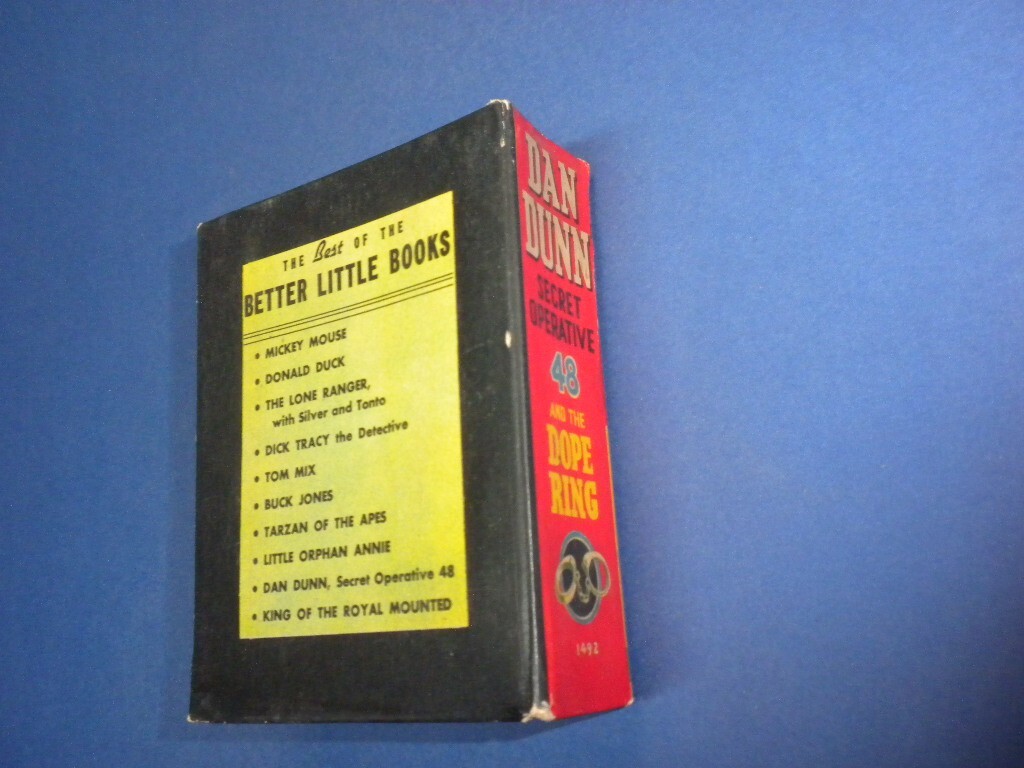 THE Best OF THE
BETTER LITTLE BOOKS
• MICKEY MOUSE
• DONALD DUCK
• THE LONE RANGER,
with Silver and Tonto
• DICK TRACY the Detective
• TOM MIX
• BUCK JONES
• TARZAN OF THE APES
• LITTLE ORPHAN ANNIE
• DAN DUNN, Secret Operative 48
• KING OF THE ROYAL MOUNTED
DAN
DUNN
SECRET
OPERATIVE
48
AND THE
DOPE
RING
1492